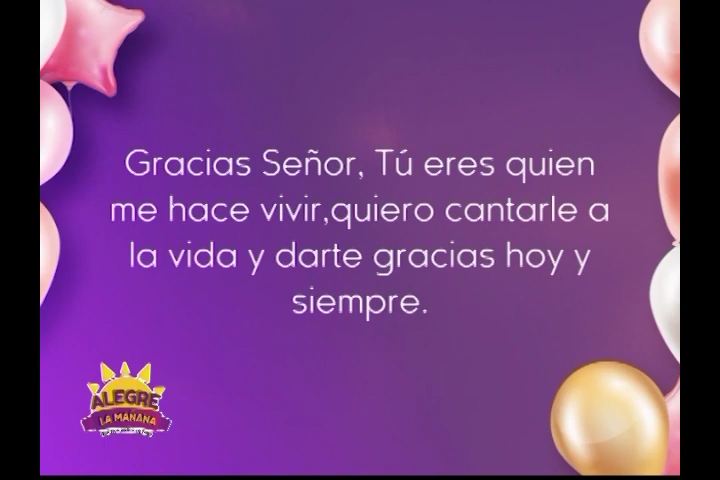 Gracias Señor, Tú eres quien
me hace vivir,quiero cantarle a
la vida y darte gracias hoy y
siempre.
ALEGRE
LA MAÑANA